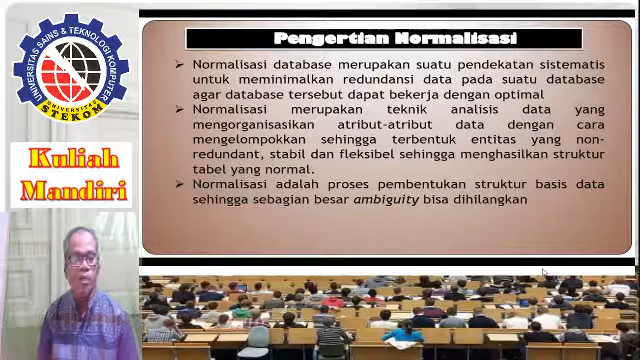 UNIVERSITAS SAINS & TEKNOLOGI KOMPUTER
UNIVERSITAS
STEKOM
Kuliah
Mandiri
Pengertian Normalisasi
➢ Normalisasi database merupakan suatu pendekatan sistematis
untuk meminimalkan redundansi data pada suatu database
agar database tersebut dapat bekerja dengan optimal
➢ Normalisasi merupakan teknik analisis data yang
mengorganisasikan atribut-atribut data dengan cara
mengelompokkan sehingga terbentuk entitas yang non-
redundant, stabil dan fleksibel sehingga menghasilkan struktur
tabel yang normal.
➢ Normalisasi adalah proses pembentukan struktur basis data
sehingga sebagian besar ambiguity bisa dihilangkan